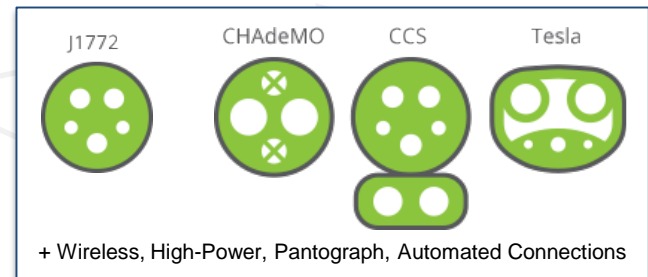 J1772 CHAdeMO CCS Tesla
+ Wireless, High-Power, Pantograph, Automated Connections